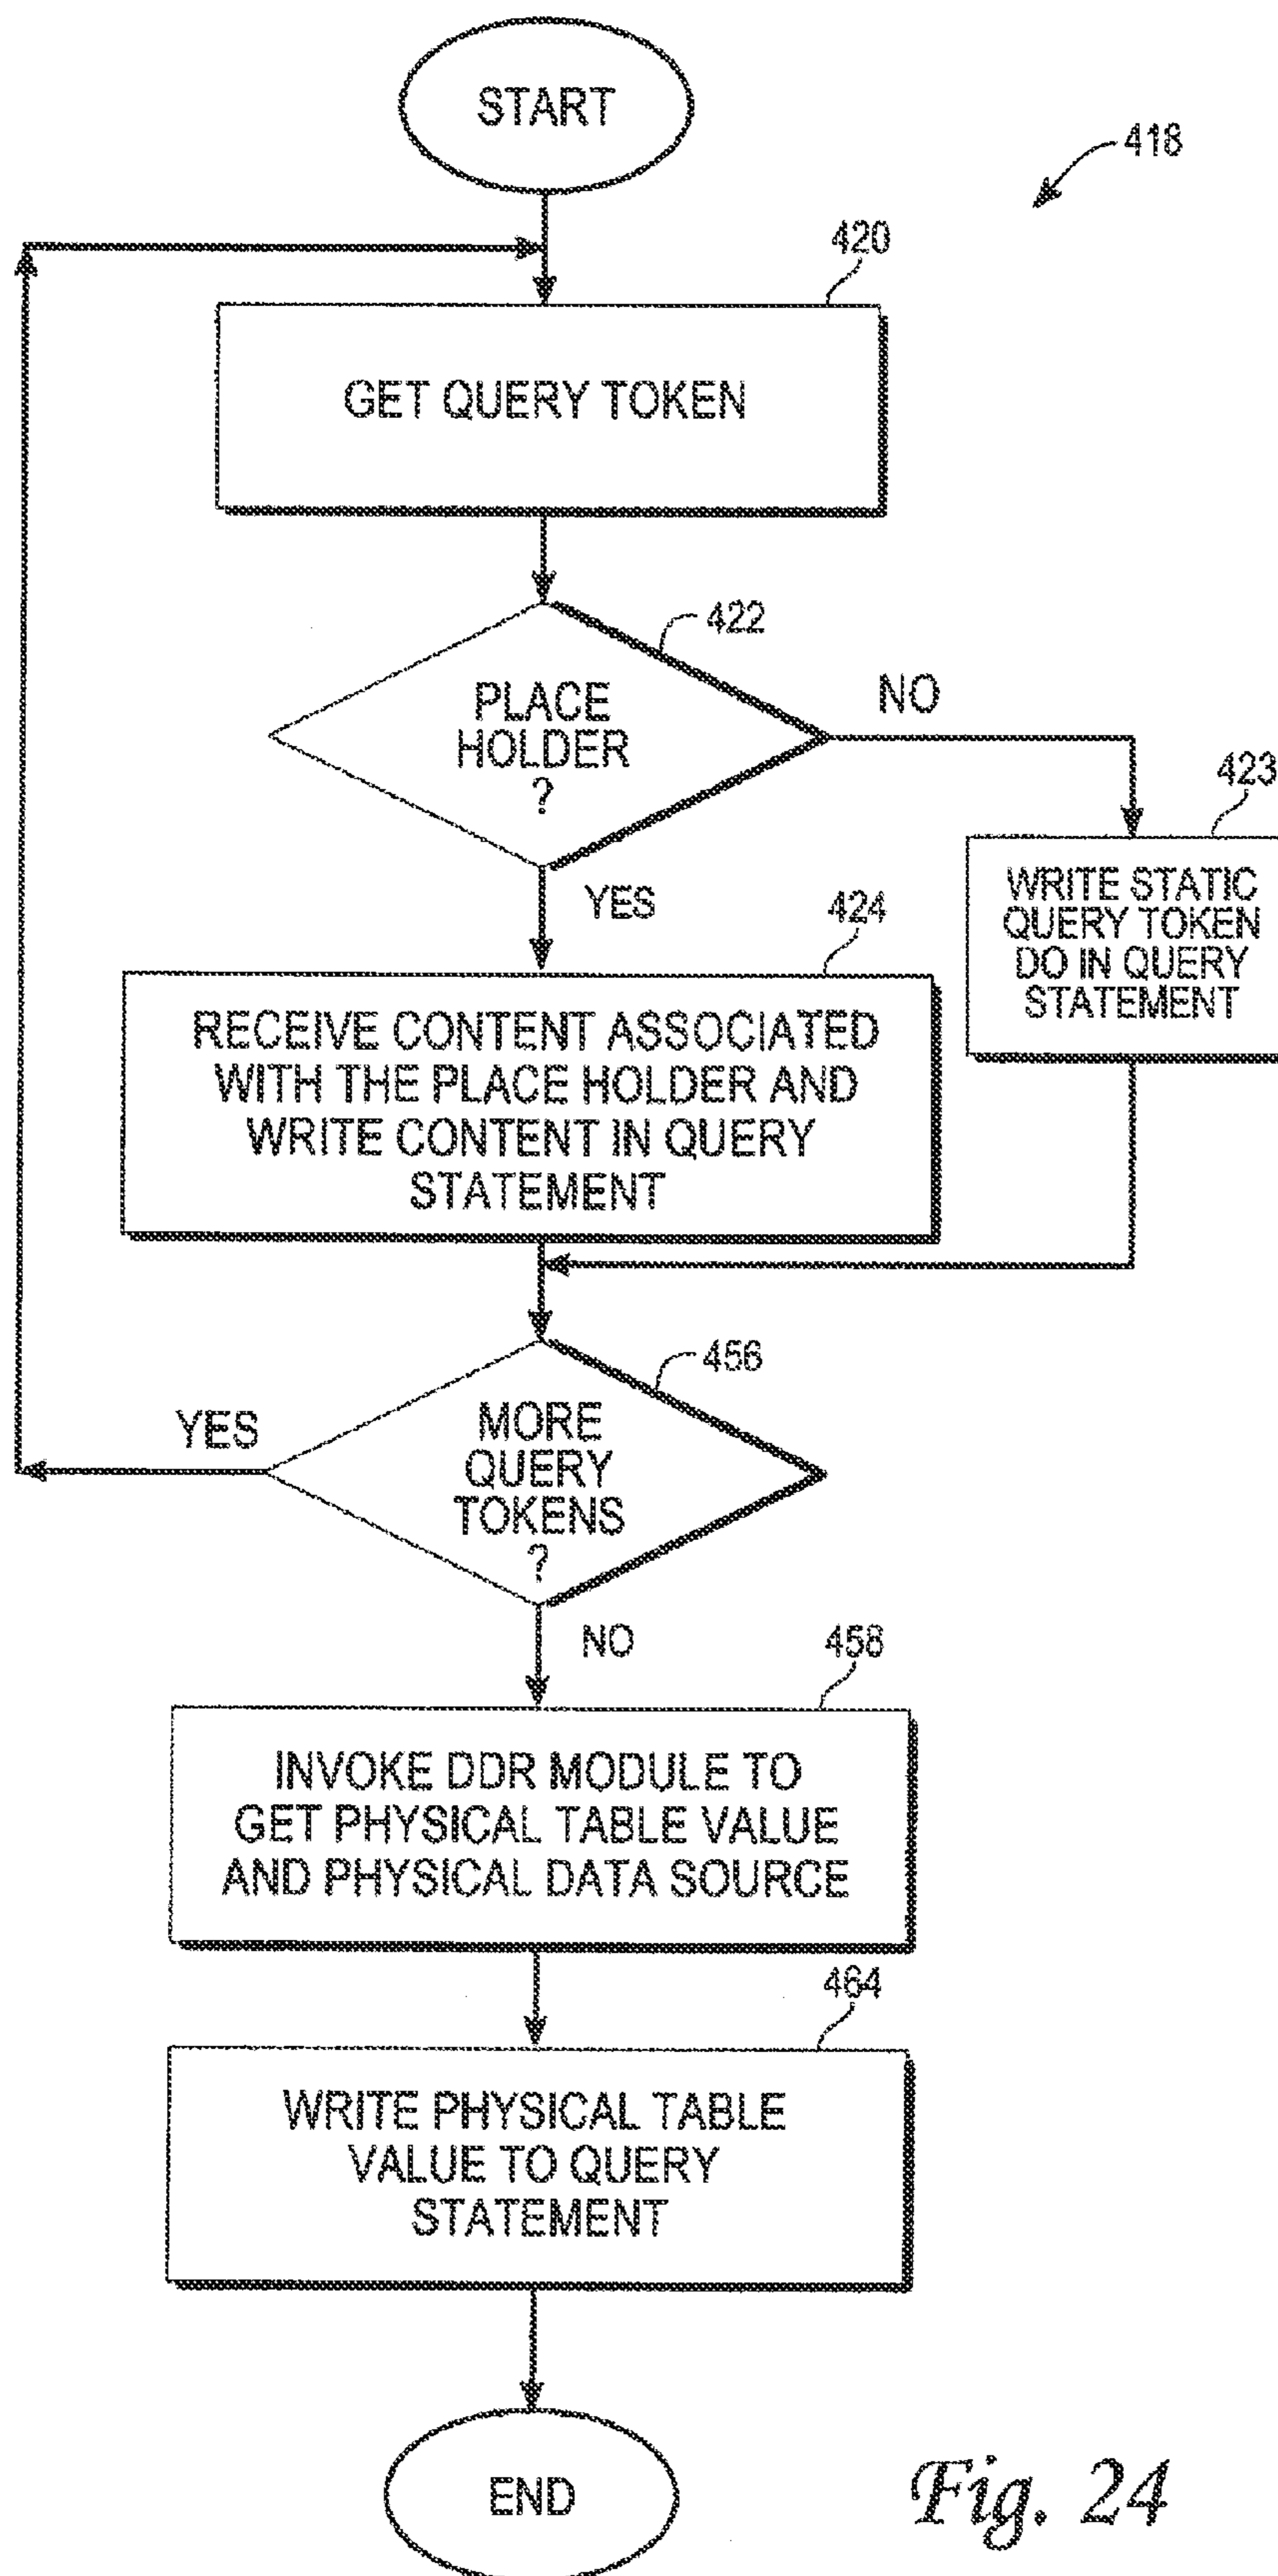 START
418
420
GET QUERY TOKEN
422
PLACE
HOLDER
?
NO
423
WRITE STATIC
QUERY TOKEN
DO IN QUERY
STATEMENT
YES
424
RECEIVE CONTENT ASSOCIATED
WITH THE PLACE HOLDER AND
WRITE CONTENT IN QUERY
STATEMENT
456
MORE
QUERY
TOKENS
?
YES
NO
458
INVOKE DDR MODULE TO
GET PHYSICAL TABLE VALUE
AND PHYSICAL DATA SOURCE
464
WRITE PHYSICAL TABLE
VALUE TO QUERY
STATEMENT
END
Fig. 24